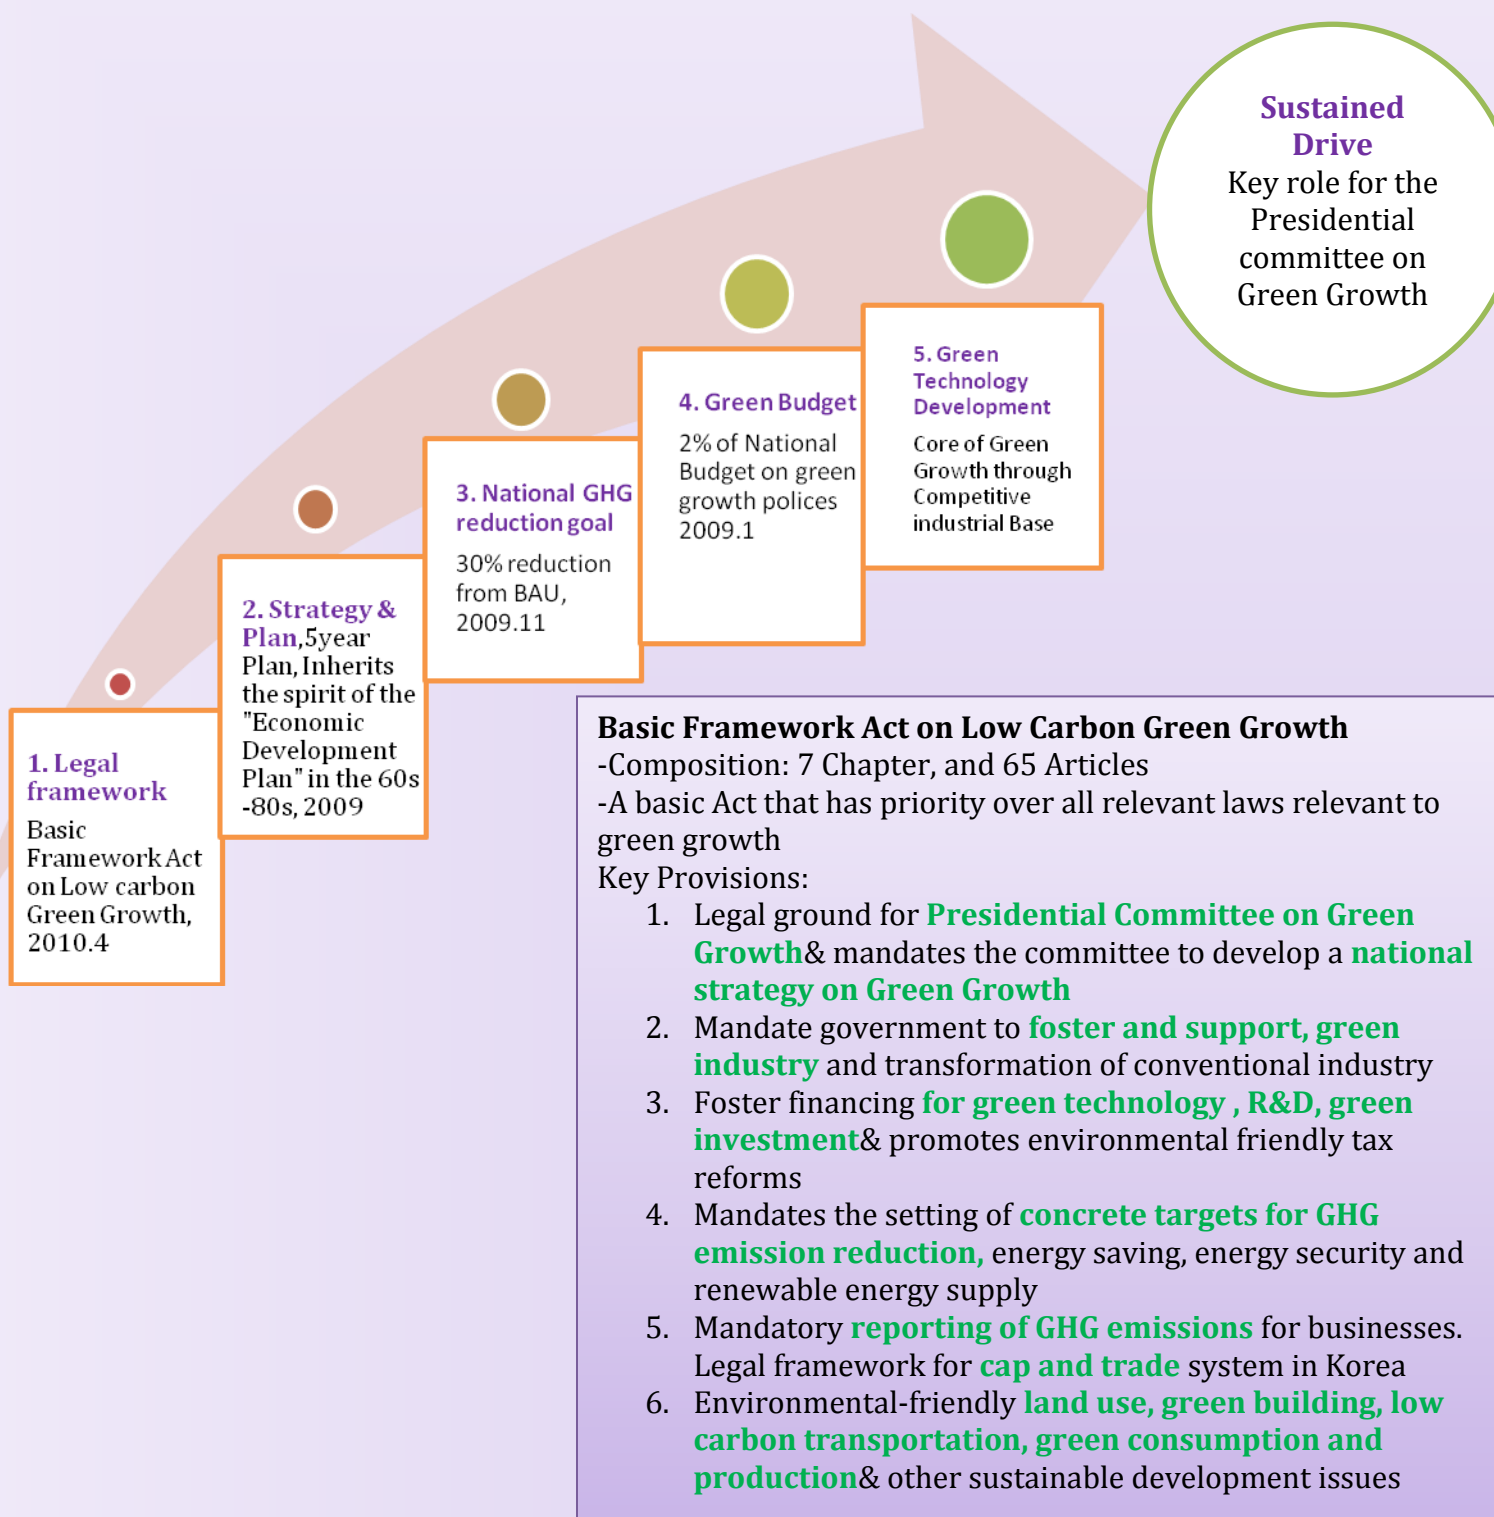 Sustained
Drive
Key role for the
Presidential
committee on
Green Growth
1. Legal
framework
Basic
Framework Act
on Low carbon
Green Growth,
2010.4
2. Strategy &
Plan,5year
Plan, Inherits
the spirit of the
"Economic
Development
Plan" in the 60s
-80s, 2009
3. National GHG
reduction goal
30% reduction
from BAU,
2009.11
4. Green Budget
2% of National
Budget on green
growth polices
2009.1
5. Green
Technology
Development
Core of Green
Growth through
Competitive
industrial Base
Basic Framework Act on Low Carbon Green Growth
-Composition: 7 Chapter, and 65 Articles
-A basic Act that has priority over all relevant laws relevant to
green growth
Key Provisions:
1. Legal ground for Presidential Committee on Green
Growth& mandates the committee to develop a national
strategy on Green Growth
2. Mandate government to foster and support, green
industry and transformation of conventional industry
3. Foster financing for green technology , R&D, green
investment& promotes environmental friendly tax
reforms
4. Mandates the setting of concrete targets for GHG
emission reduction, energy saving, energy security and
renewable energy supply
5. Mandatory reporting of GHG emissions for businesses.
Legal framework for cap and trade system in Korea
6. Environmental-friendly land use, green building, low
carbon transportation, green consumption and
production& other sustainable development issues